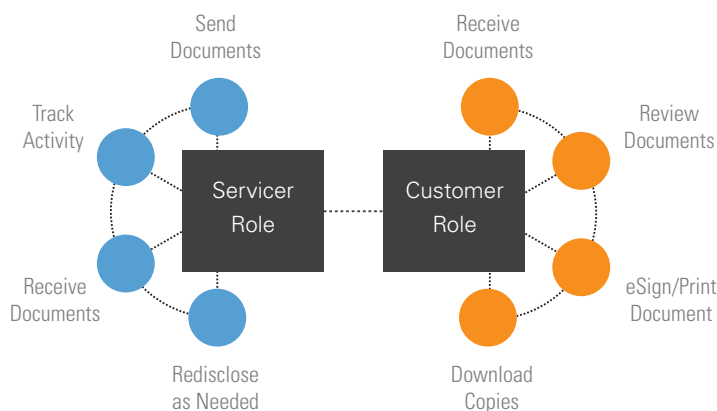 Send
Documents
Receive
Documents
Track
Activity
Review
Documents
Servicer
Role
Customer
Role
Receive
Documents
eSign/Print
Document
Redisclose
as Needed
Download
Copies